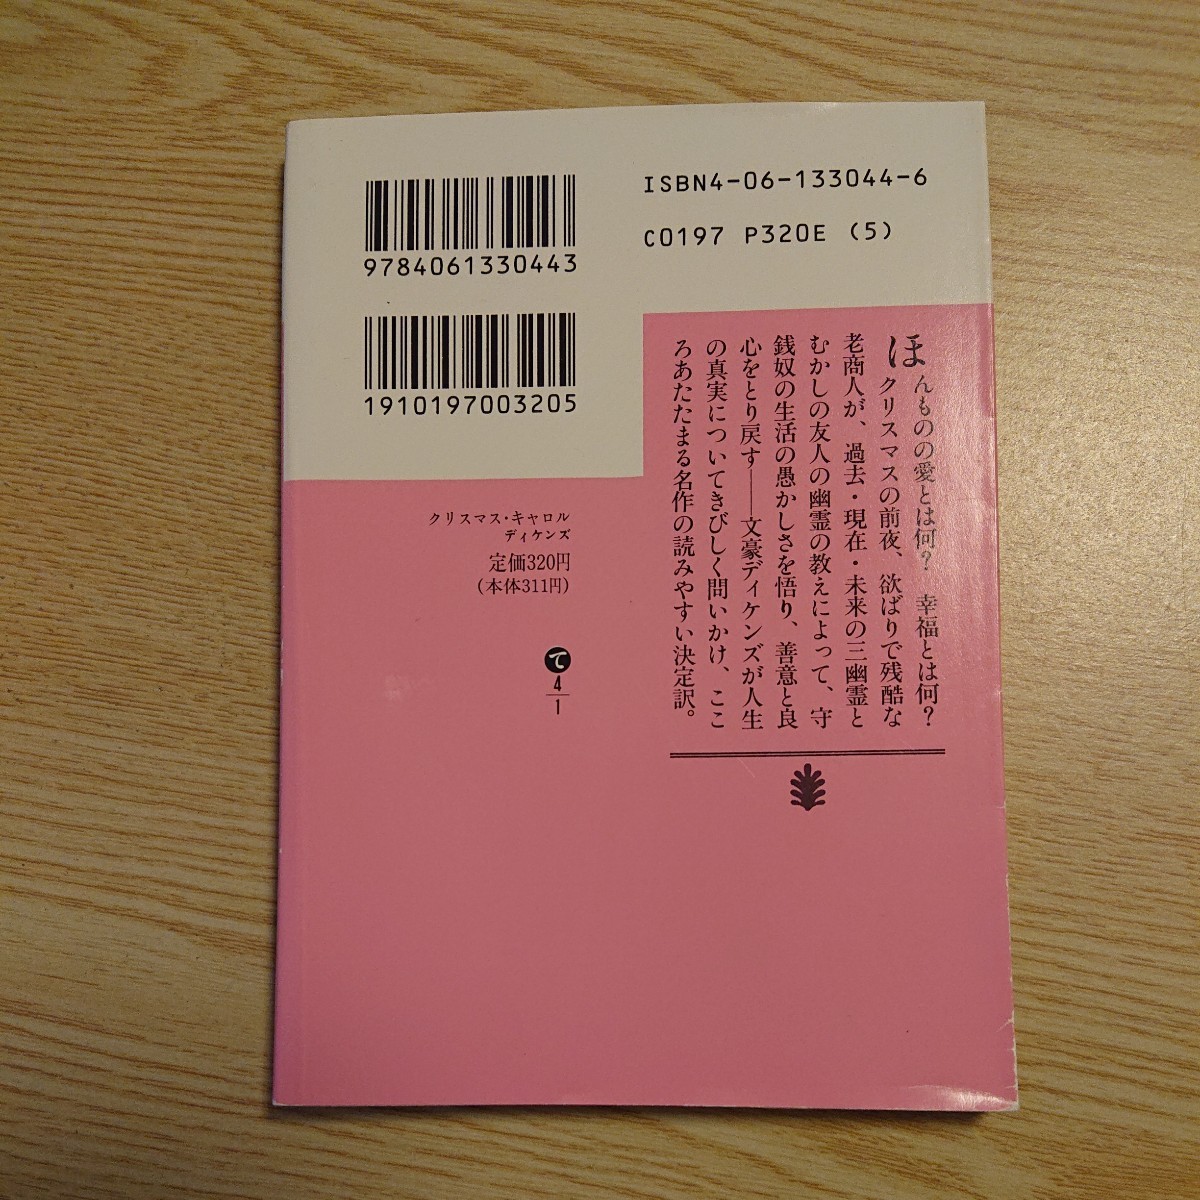 ISBN4-06-133044-6
C0197 P320E (5)
9784061330443
1910197003205
ほんものの愛とは何? 幸福とは何?
クリスマスの前夜、欲ばりで残酷な
老商人が、過去・現在・未来の三幽霊と
むかしの友人の幽霊の教えによって、守
銭奴の生活の愚かしさを悟り、善意と良
心をとり戻す——文豪ディケンズが人生
の真実についてきびしく問いかけ、ここ
ろあたたまる名作の読みやすい決定訳。
クリスマス・キャロル
ディケンズ
定価320円
(本体311円)
て
4
1